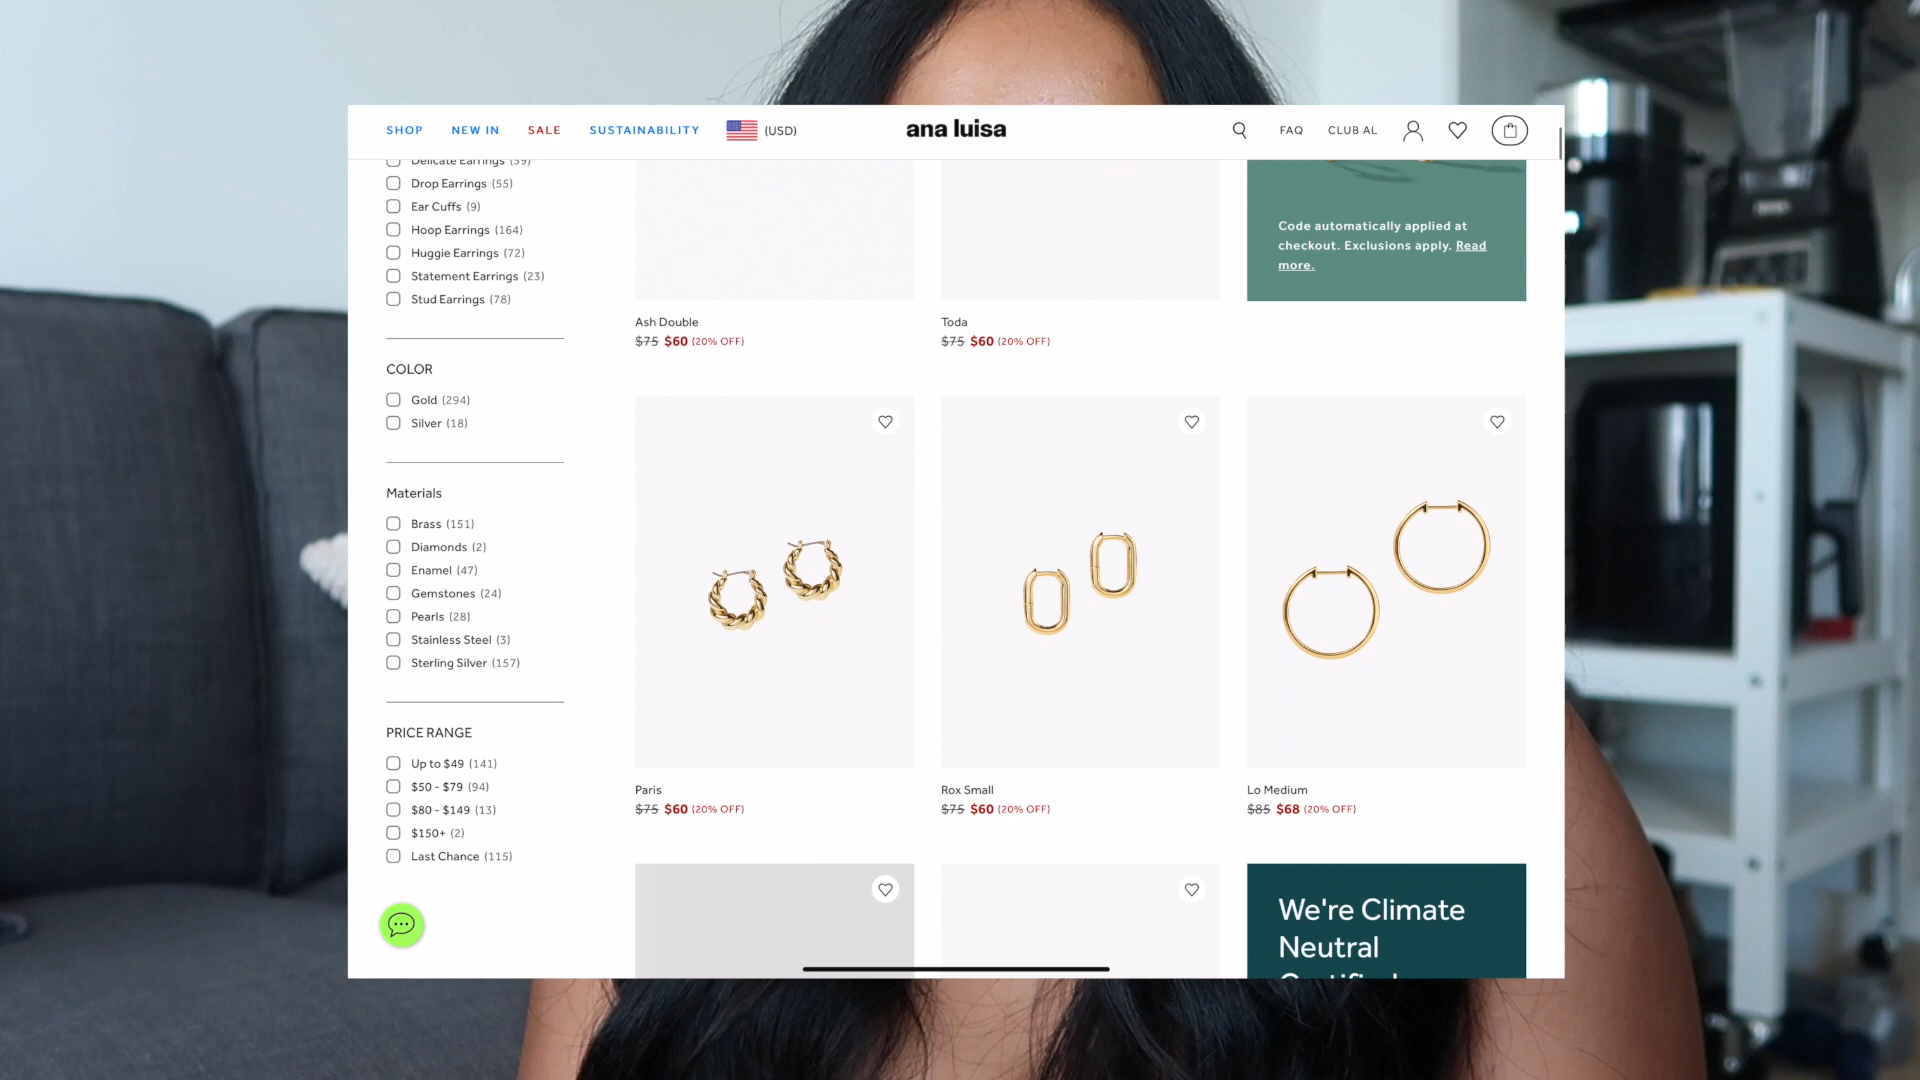 SHOP NEW IN SALE SUSTAINABILITY (USD) ana luisa FAQ CLUB AL
Delicate Earrings (39)
Drop Earrings (55)
Ear Cuffs (9)
Hoop Earrings (164)
Huggie Earrings (72)
Statement Earrings (23)
Stud Earrings (78)
COLOR
Gold (294)
Silver (18)
Materials
Brass (151)
Diamonds (2)
Enamel (47)
Gemstones (24)
Pearls (28)
Stainless Steel (3)
Sterling Silver (157)
PRICE RANGE
Up to $49 (141)
$50 - $79 (94)
$80 - $149 (13)
$150+ (2)
Last Chance (115)
Code automatically applied at
checkout. Exclusions apply. Read
more.
Ash Double
$75 $60 (20% OFF)
Toda
$75 $60 (20% OFF)
Paris
$75 $60 (20% OFF)
Rox Small
$75 $60 (20% OFF)
Lo Medium
$85 $68 (20% OFF)
We're Climate
Neutral